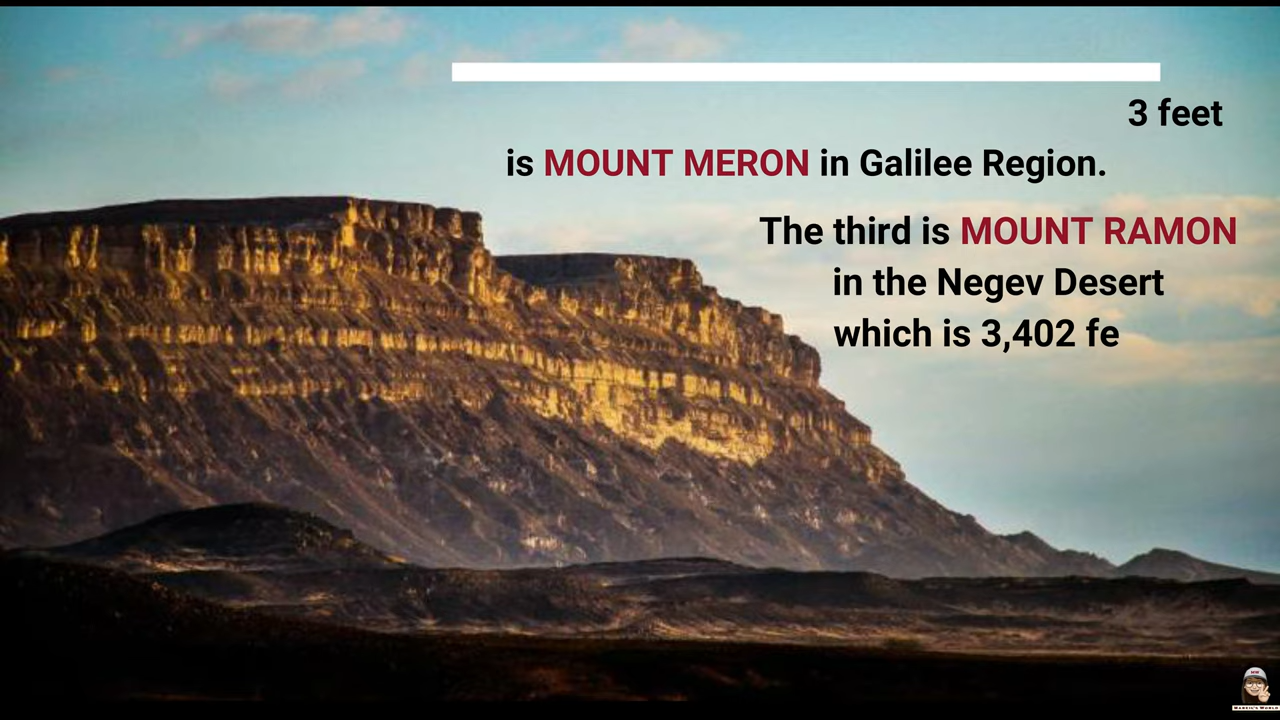 3 feet
is MOUNT MERON in Galilee Region.
The third is MOUNT RAMON
in the Negev Desert
which is 3,402 fe